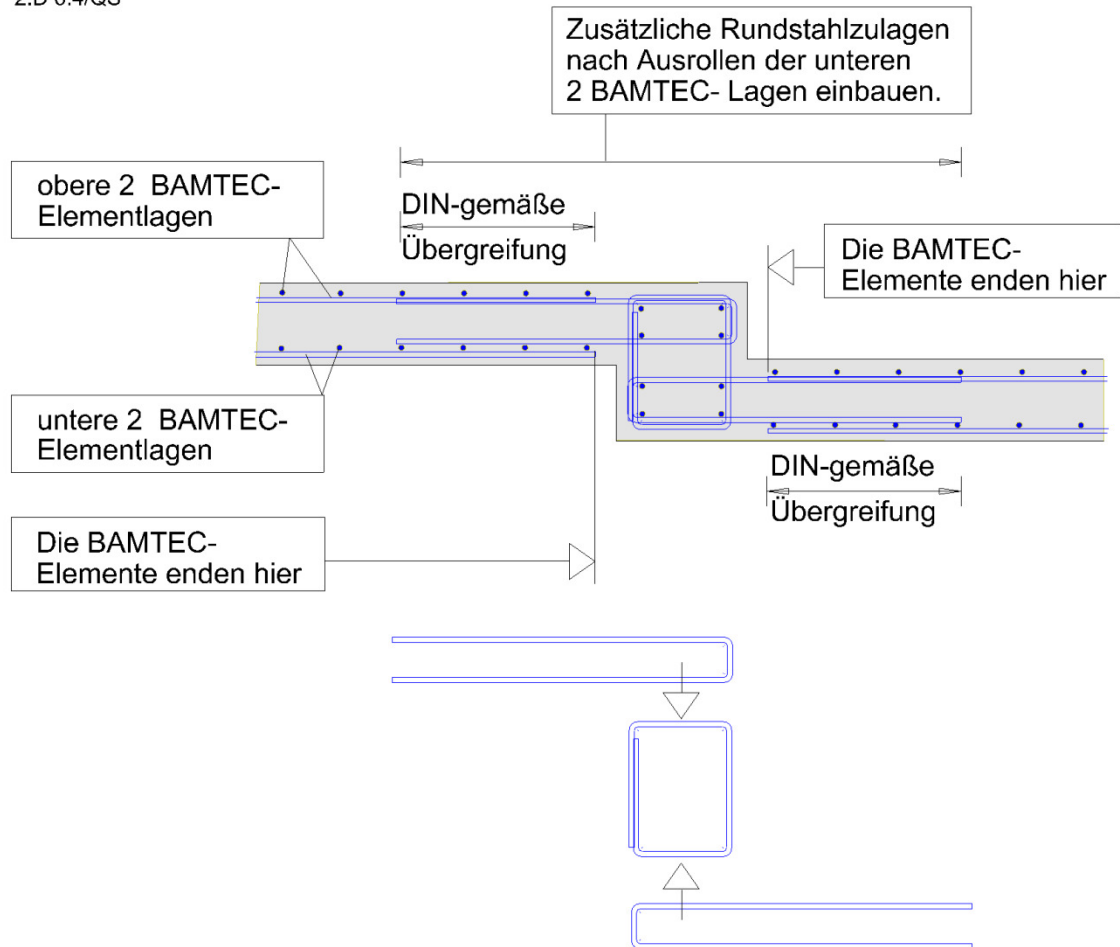 Zusätzliche Rundstahlzulagen
nach Ausrollen der unteren
2 BAMTEC- Lagen einbauen.
obere 2 BAMTEC-
Elementlagen
DIN-gemäße
Übergreifung
Die BAMTEC-
Elemente enden hier
untere 2 BAMTEC-
Elementlagen
DIN-gemäße
Übergreifung
Die BAMTEC-
Elemente enden hier